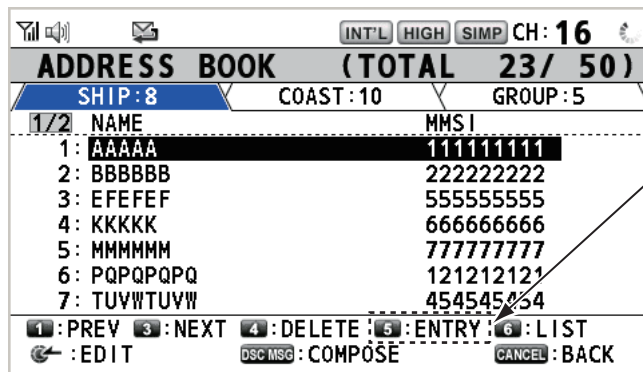 INT'L HIGH SIMP CH: 16
ADDRESS BOOK (TOTAL 23/ 50)
SHIP:8 COAST:10 GROUP:5
1/2 NAME MMSI
1: AAAAA 111111111
2: BBBBBB 222222222
3: EFEFEF 555555555
4: KKKKK 666666666
5: MMMMMM 777777777
6: PQPQPQPQ 121212121
7: TUVWTUVW 454545454
1:PREV 3:NEXT 4:DELETE 5:ENTRY 6:LIST
:EDIT DSC MSG:COMPOSE CANCEL:BACK